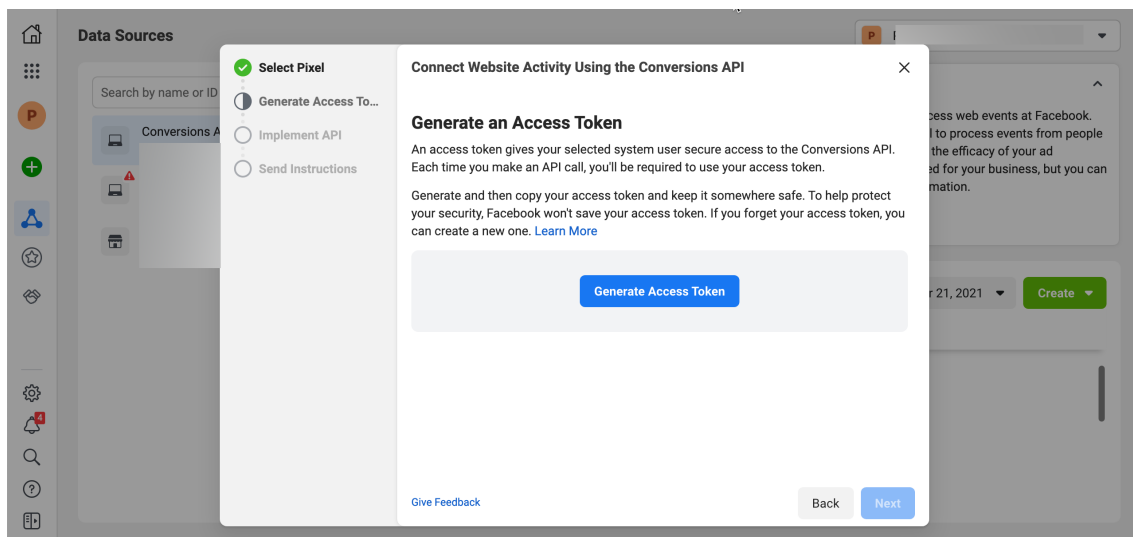 Data Sources
P
Search by name or ID
Conversions A
P
4
Select Pixel
Generate Access To...
Implement API
Send Instructions
Connect Website Activity Using the Conversions API
Generate an Access Token
An access token gives your selected system user secure access to the Conversions API.
Each time you make an API call, you'll be required to use your access token.
Generate and then copy your access token and keep it somewhere safe. To help protect
your security, Facebook won't save your access token. If you forget your access token, you
can create a new one. Learn More
Generate Access Token
Give Feedback
Back
Next
cess web events at Facebook.
l to process events from people
the efficacy of your ad
ed for your business, but you can
mation.
r 21, 2021
Create